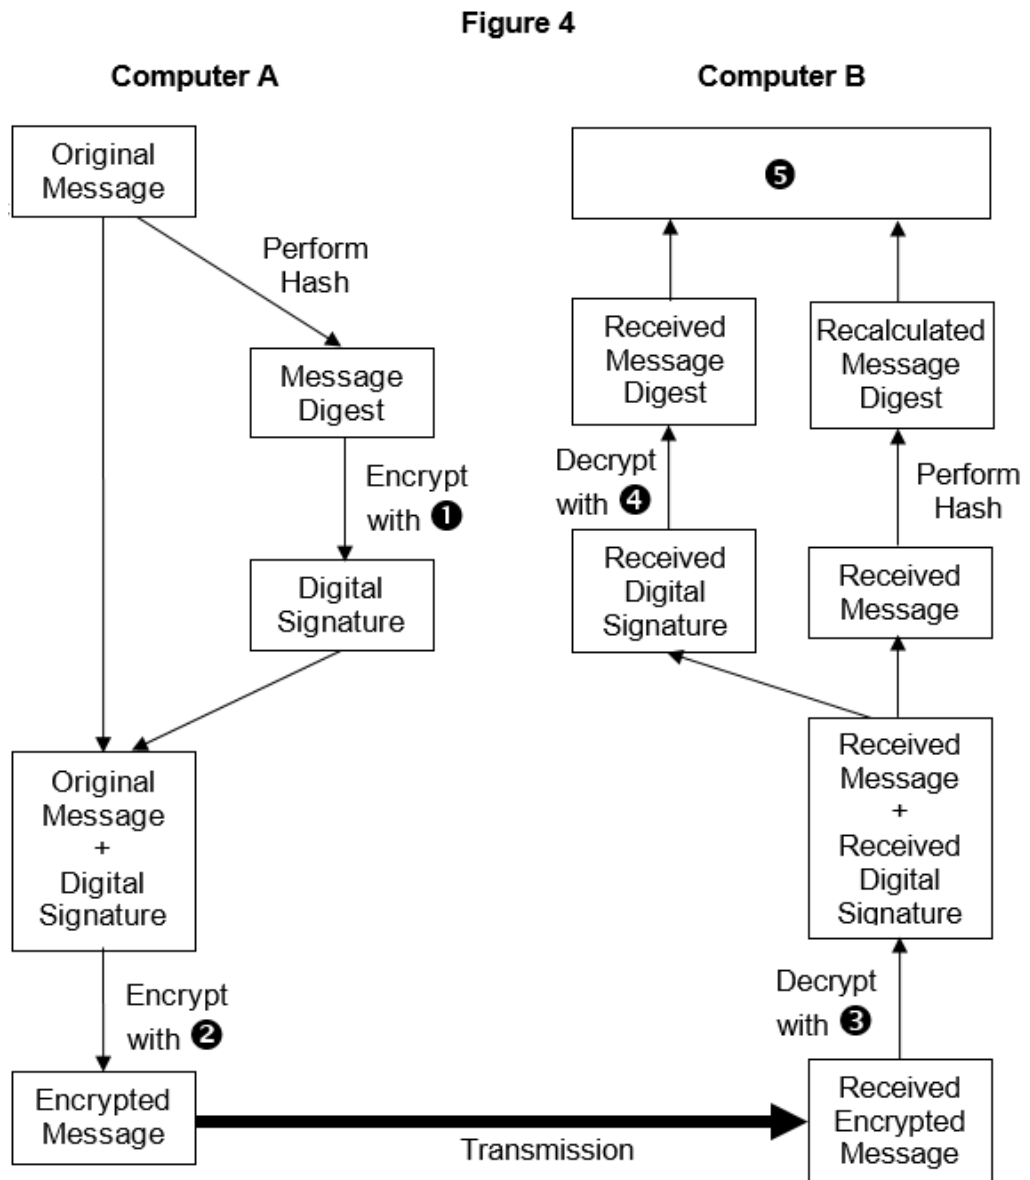 Figure 4
Computer A
Computer B
Original
Message
Perform
Hash
Message
Digest
Encrypt
with ❶
Digital
Signature
Original
Message
+
Digital
Signature
Encrypt
with ❷
Encrypted
Message
Transmission
❺
Received
Message
Digest
Recalculated
Message
Digest
Decrypt
with ❹
Perform
Hash
Received
Digital
Signature
Received
Message
Received
Message
+
Received
Digital
Signature
Decrypt
with ❸
Received
Encrypted
Message